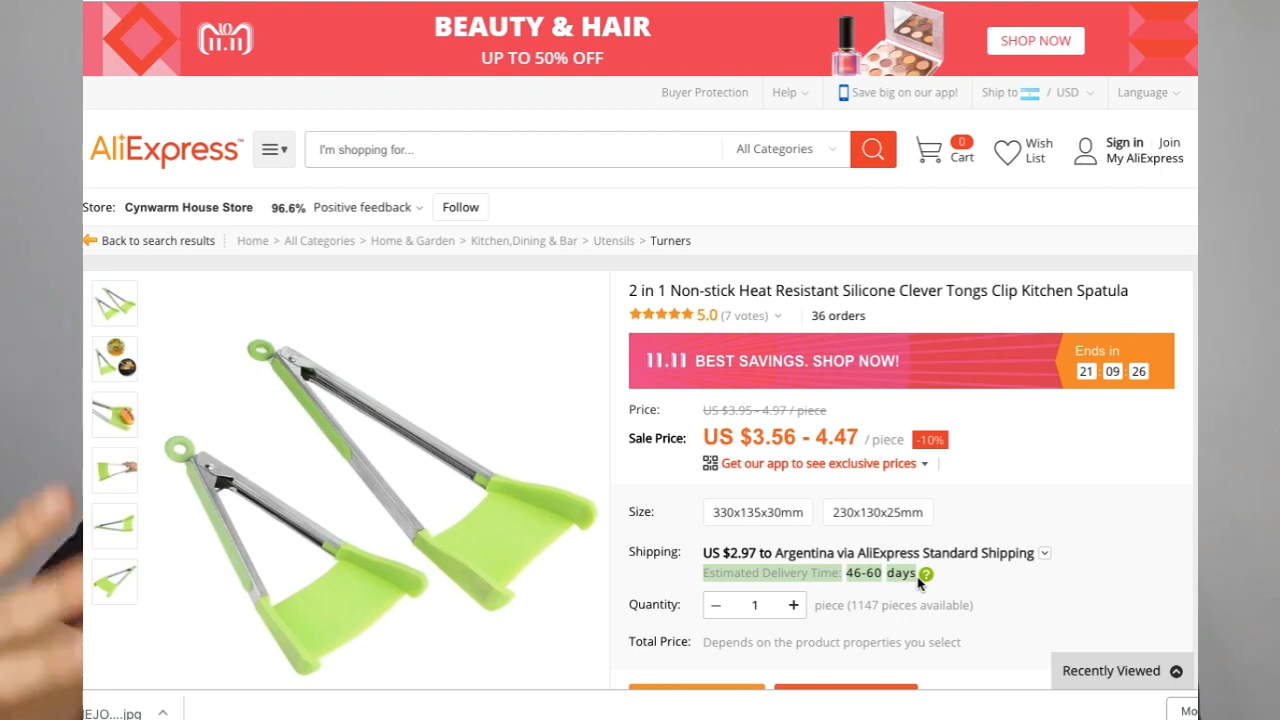 10
11.11
BEAUTY & HAIR
UP TO 50% OFF
SHOP NOW
Buyer Protection
Help
Save big on our app!
Ship to / USD
Language
AliExpress™
I'm shopping for...
All Categories
0
Cart
Wish
List
Sign in | Join
My AliExpress
Store: Cynwarm House Store 96.6% Positive feedback Follow
Back to search results Home > All Categories > Home & Garden > Kitchen,Dining & Bar > Utensils > Turners
2 in 1 Non-stick Heat Resistant Silicone Clever Tongs Clip Kitchen Spatula
5.0 (7 votes) 36 orders
11.11 BEST SAVINGS. SHOP NOW!
Ends in
21 : 09 : 26
Price: US $3.95 - 4.97 / piece
Sale Price: US $3.56 - 4.47 / piece -10%
Get our app to see exclusive prices
Size: 330x135x30mm 230x130x25mm
Shipping: US $2.97 to Argentina via AliExpress Standard Shipping
Estimated Delivery Time: 46-60 days ?
Quantity: – 1 + piece (1147 pieces available)
Total Price: Depends on the product properties you select
Recently Viewed
EJO....jpg
Mo